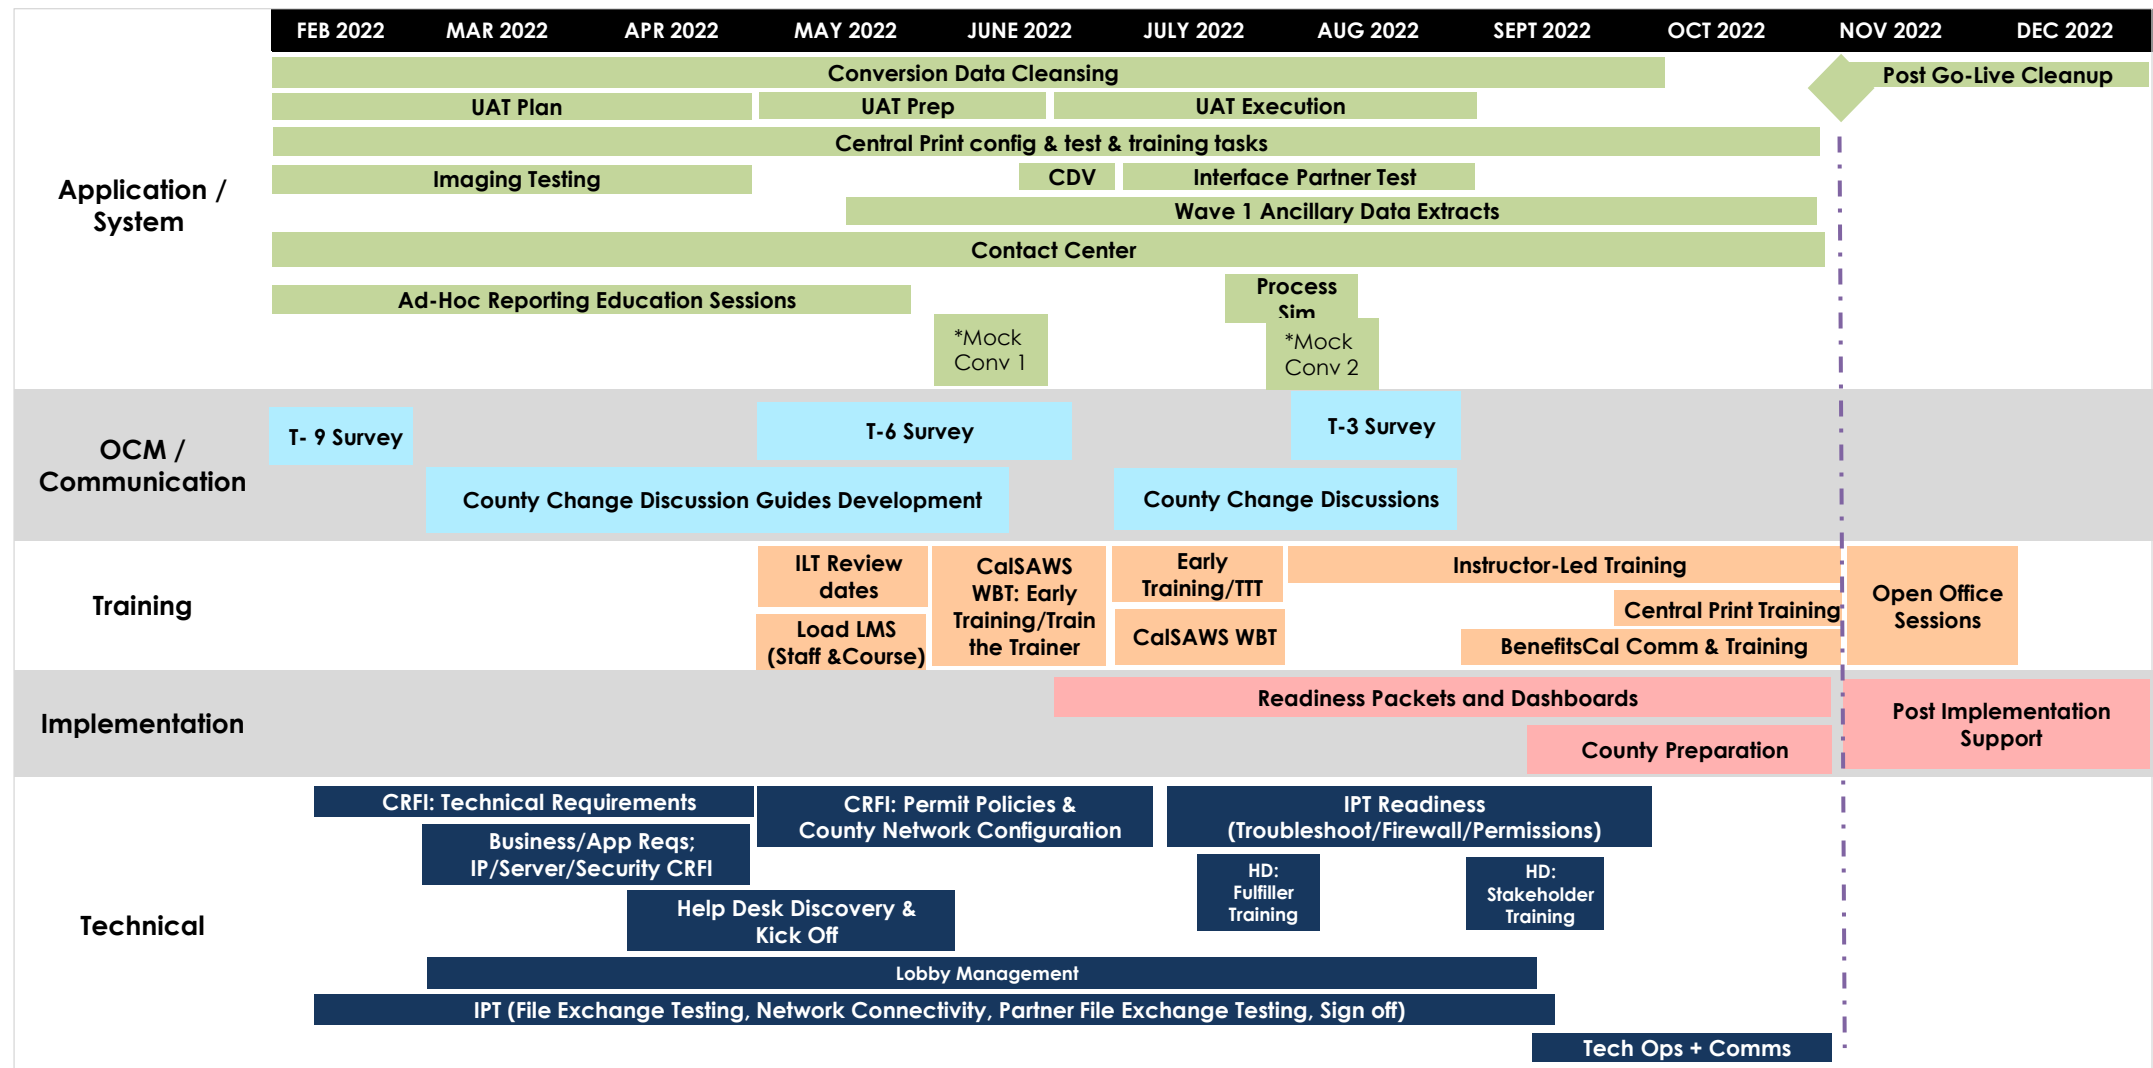 FEB 2022 MAR 2022 APR 2022 MAY 2022 JUNE 2022 JULY 2022 AUG 2022 SEPT 2022 OCT 2022 NOV 2022 DEC 2022
Application /
System
Conversion Data Cleansing
Post Go-Live Cleanup
UAT Plan
UAT Prep
UAT Execution
Central Print config & test & training tasks
Imaging Testing
CDV
Interface Partner Test
Wave 1 Ancillary Data Extracts
Contact Center
Ad-Hoc Reporting Education Sessions
Process
Sim
*Mock
Conv 1
*Mock
Conv 2
OCM /
Communication
T- 9 Survey
T-6 Survey
T-3 Survey
County Change Discussion Guides Development
County Change Discussions
Training
ILT Review
dates
Load LMS
(Staff &Course)
CalSAWS
WBT: Early
Training/Train
the Trainer
Early
Training/TTT
CalSAWS WBT
Instructor-Led Training
Central Print Training
BenefitsCal Comm & Training
Open Office
Sessions
Implementation
Readiness Packets and Dashboards
County Preparation
Post Implementation
Support
Technical
CRFI: Technical Requirements
Business/App Reqs;
IP/Server/Security CRFI
CRFI: Permit Policies &
County Network Configuration
IPT Readiness
(Troubleshoot/Firewall/Permissions)
Help Desk Discovery &
Kick Off
HD:
Fulfiller
Training
HD:
Stakeholder
Training
Lobby Management
IPT (File Exchange Testing, Network Connectivity, Partner File Exchange Testing, Sign off)
Tech Ops + Comms